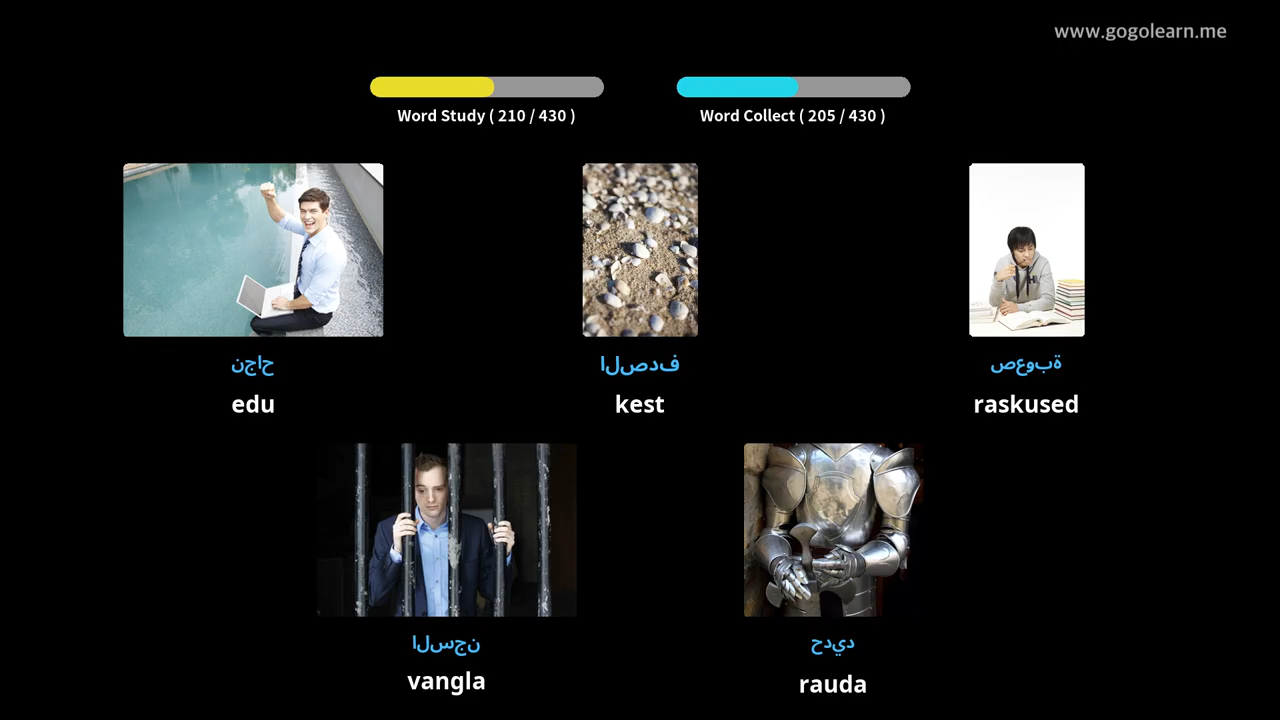 www.gogolearn.me
Word Study ( 210 / 430 )
Word Collect ( 205 / 430 )
نجاح
edu
الصدف
kest
صعوبة
raskused
السجن
vangla
حديد
rauda